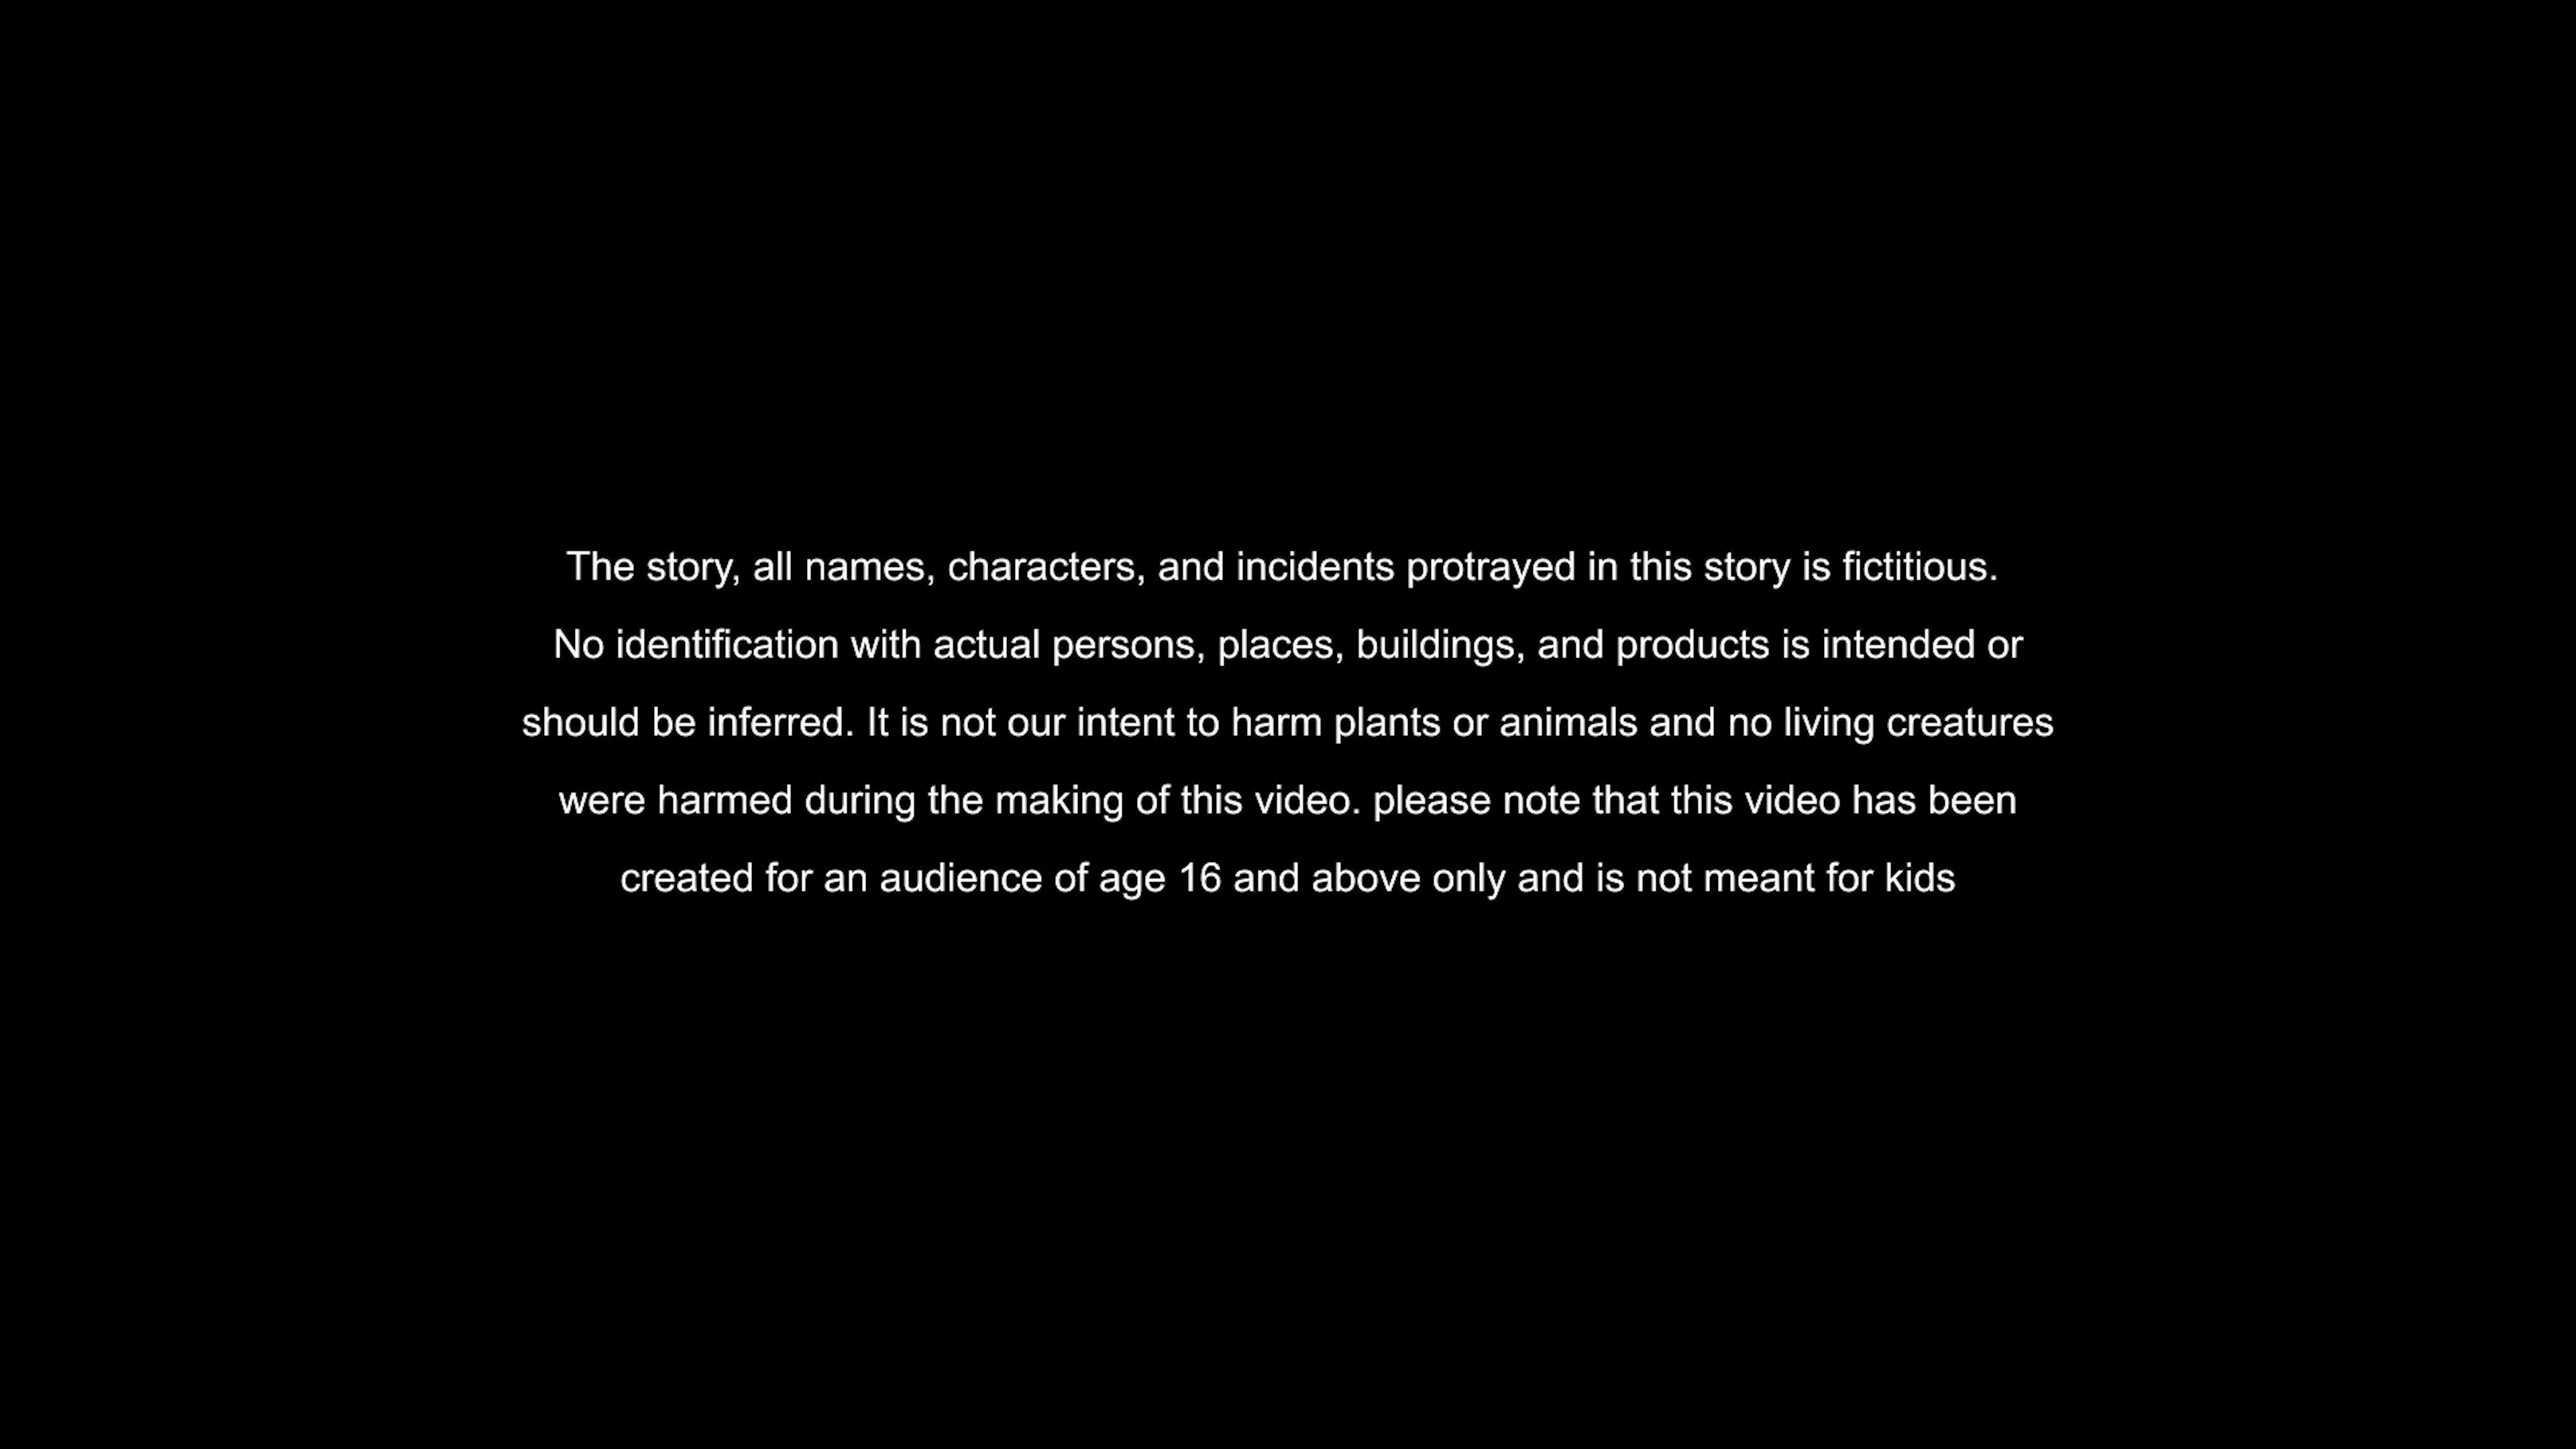 The story, all names, characters, and incidents protrayed in this story is fictitious.
No identification with actual persons, places, buildings, and products is intended or
should be inferred. It is not our intent to harm plants or animals and no living creatures
were harmed during the making of this video. please note that this video has been
created for an audience of age 16 and above only and is not meant for kids